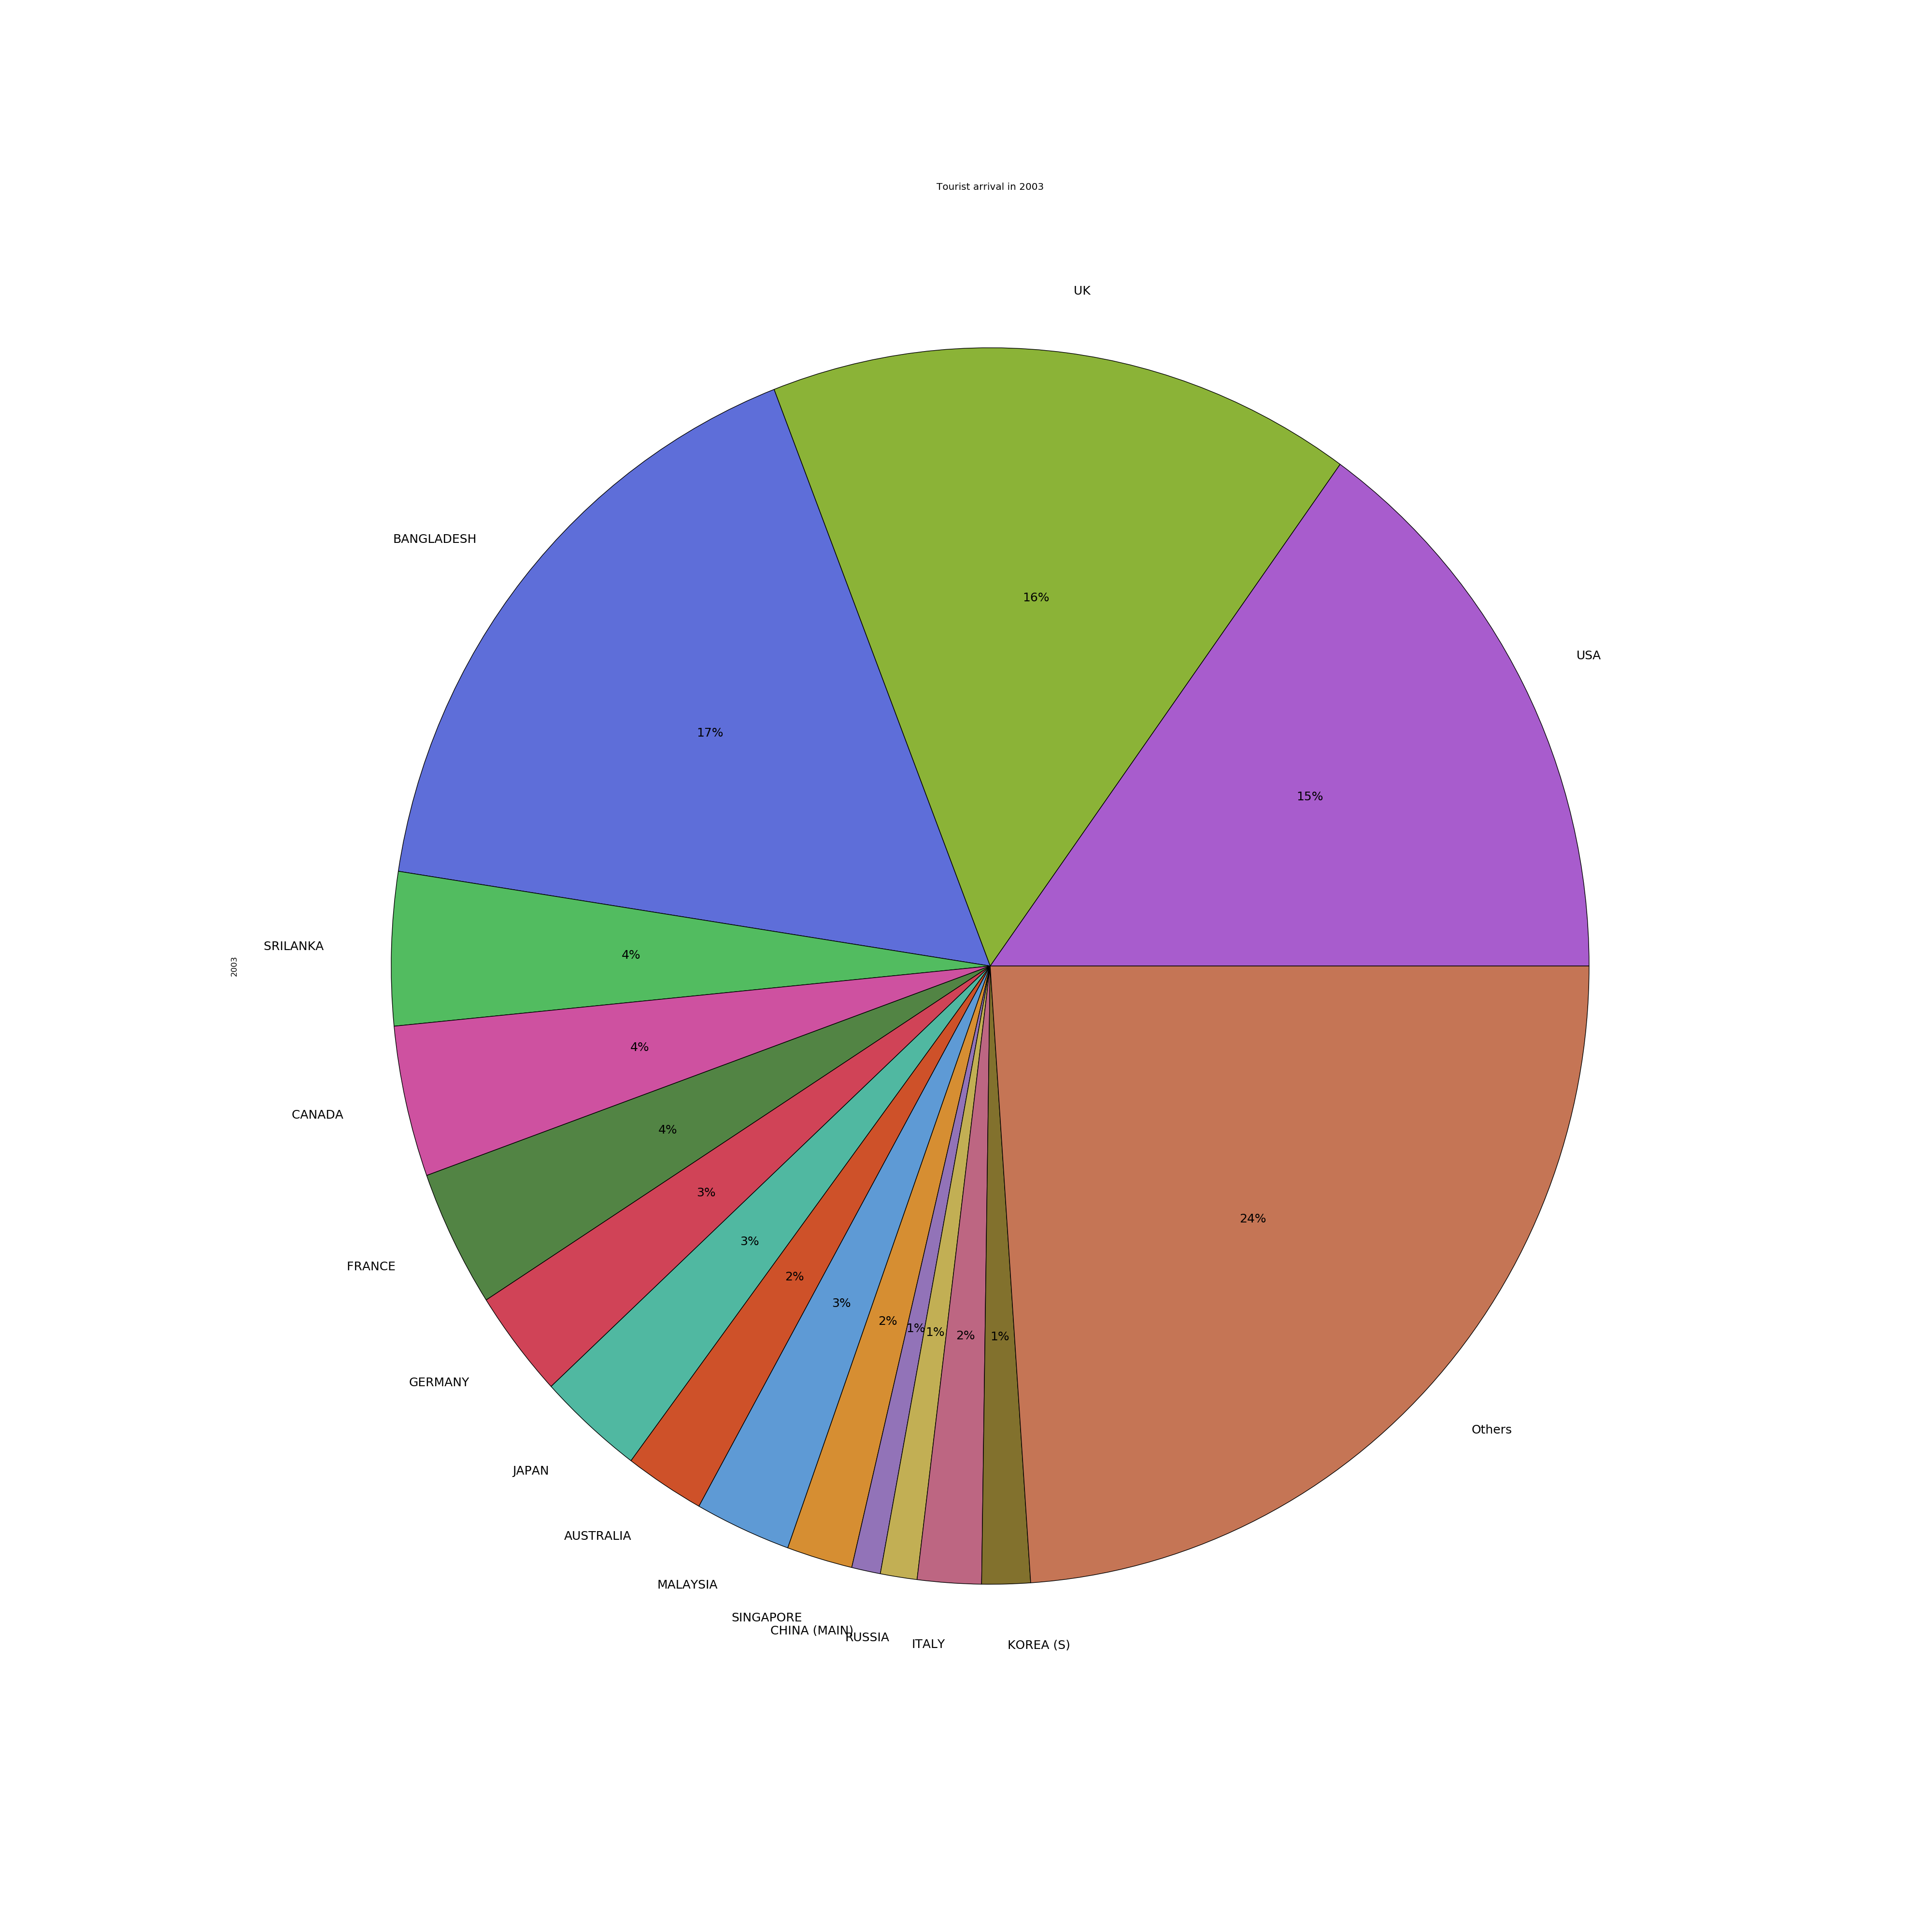 Tourist arrival in 2003
UK
BANGLADESH
16%
USA
17%
15%
SRILANKA
4%
2003
4%
CANADA
4%
3%
24%
3%
FRANCE
2%
3%
2%
1%
1%
2%
1%
GERMANY
Others
JAPAN
AUSTRALIA
MALAYSIA
SINGAPORE
CHINA (MAIN)
RUSSIA
ITALY
KOREA (S)